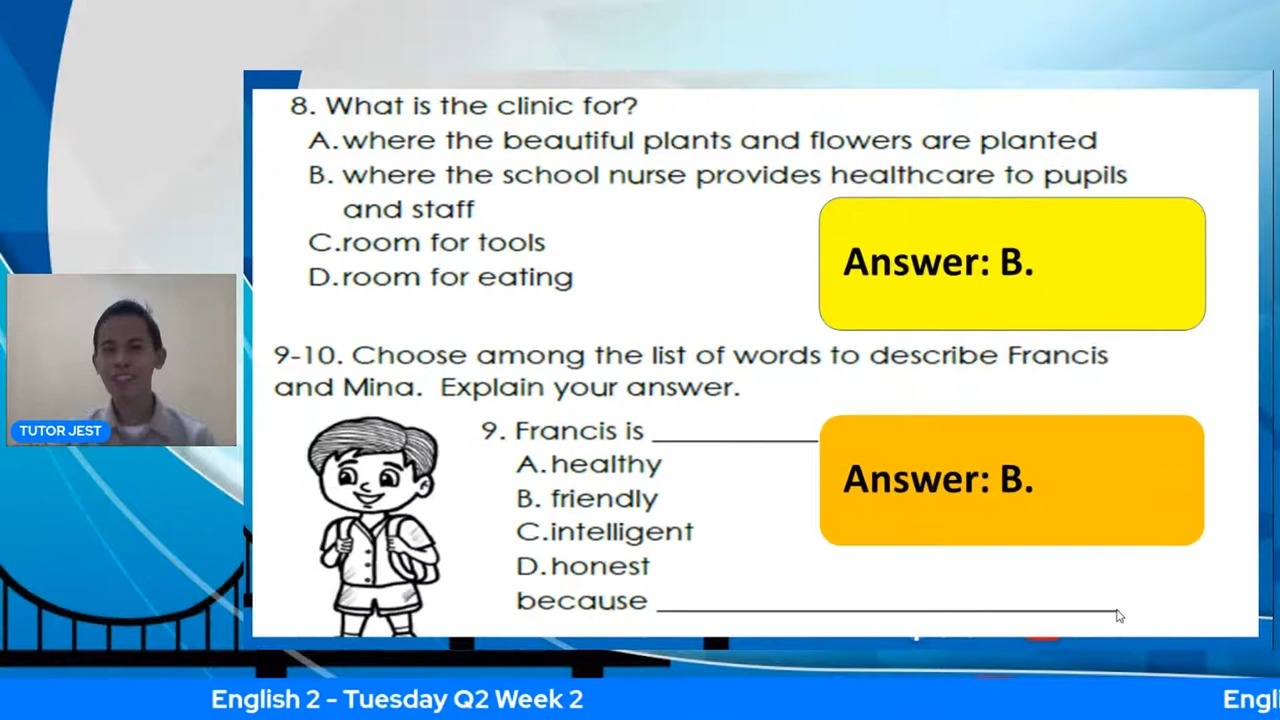 8. What is the clinic for?
A. where the beautiful plants and flowers are planted
B. where the school nurse provides healthcare to pupils
and staff
C. room for tools
D. room for eating
Answer: B.
9-10. Choose among the list of words to describe Francis
and Mina. Explain your answer.
9. Francis is ____________
A. healthy
B. friendly
C. intelligent
D. honest
because ________________________________
Answer: B.
TUTOR JEST
English 2 - Tuesday Q2 Week 2
Engli